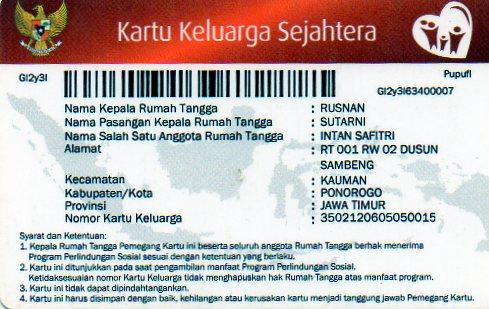 Kartu Keluarga Sejahtera
Pupufl
GI2y3I
GI2y3I63400007
Nama Kepala Rumah Tangga : RUSNAN
Nama Pasangan Kepala Rumah Tangga : SUTARNI
Nama Salah Satu Anggota Rumah Tangga : INTAN SAFITRI
Alamat : RT 001 RW 02 DUSUN
SAMBENG
Kecamatan : KAUMAN
Kabupaten/Kota : PONOROGO
Provinsi : JAWA TIMUR
Nomor Kartu Keluarga : 3502120605050015
Syarat dan Ketentuan:
1. Kepala Rumah Tangga Pemegang Kartu ini beserta seluruh anggota Rumah Tangga berhak menerima
Program Perlindungan Sosial sesuai dengan ketentuan yang berlaku.
2. Kartu ini ditunjukkan pada saat pengambilan manfaat Program Perlindungan Sosial.
Ketidaksesuaian nomor Kartu Keluarga tidak menghapuskan hak Rumah Tangga atas manfaat program.
3. Kartu ini tidak dapat dipindahtangankan.
4. Kartu ini harus disimpan dengan baik, kehilangan atau kerusakan kartu menjadi tanggung jawab Pemegang Kartu.